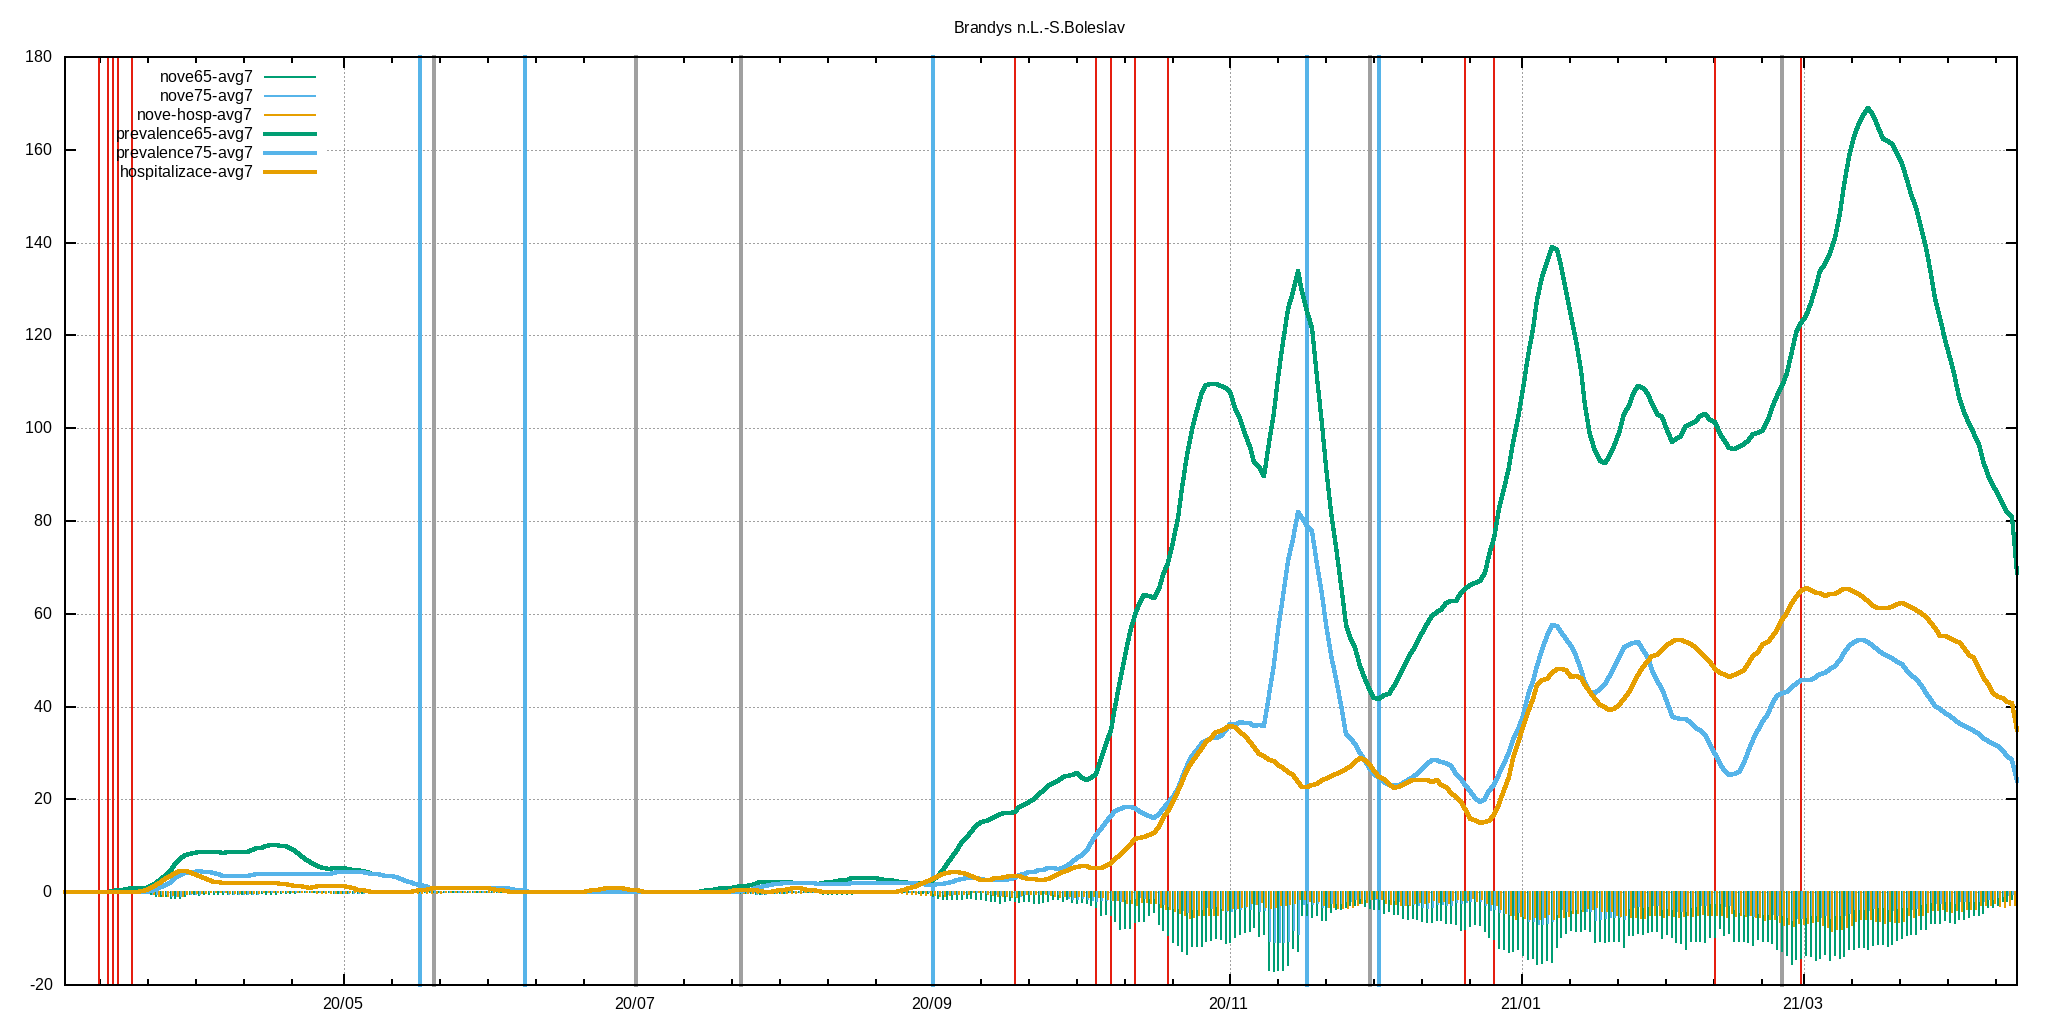 Brandys n.L.-S.Boleslav
180
160
140
120
100
80
60
40
20
0
-20
nove65-avg7
nove75-avg7
nove-hosp-avg7
prevalence65-avg7
prevalence75-avg7
hospitalizace-avg7
20/05 20/07 20/09 20/11 21/01 21/03